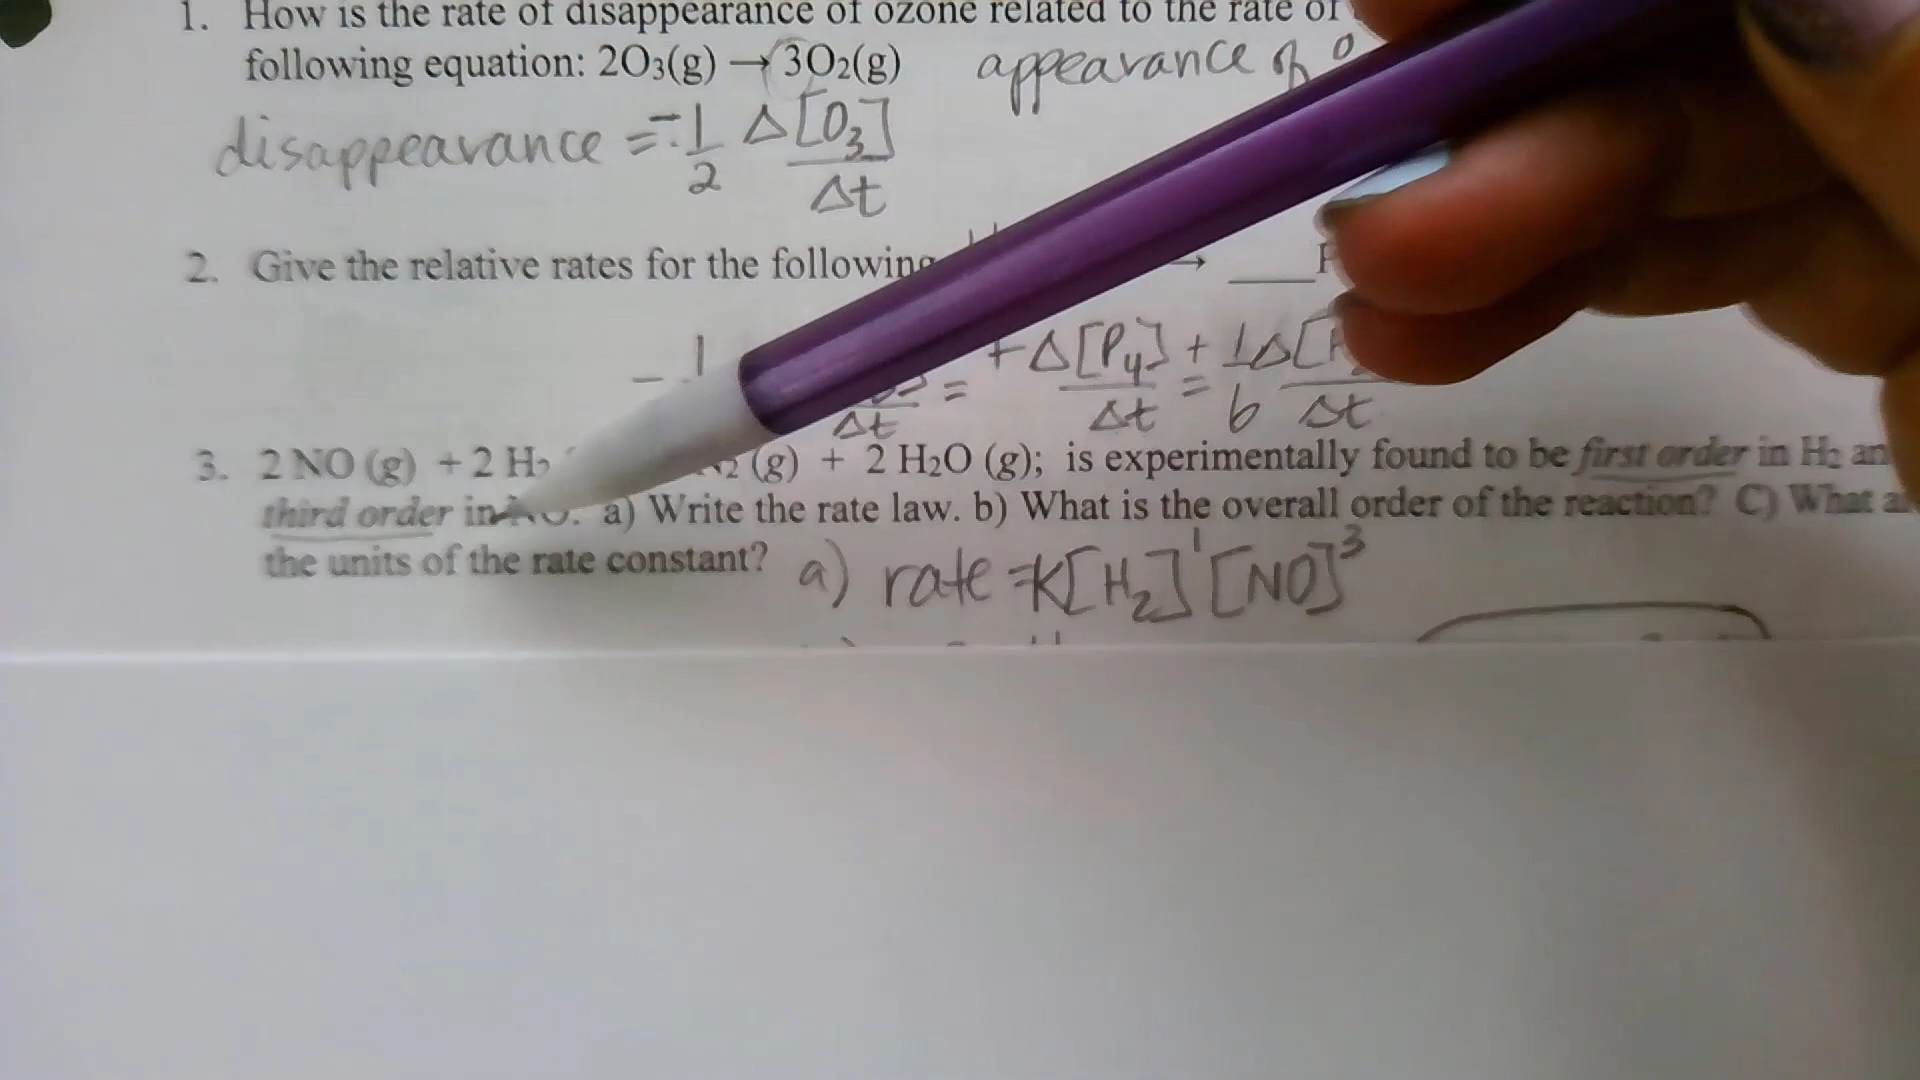 1. How is the rate of disappearance of ozone related to the rate of
following equation: 2O3(g) → 3O2(g) appearance of O
disappearance = -1/2 Δ[O3]/Δt
2. Give the relative rates for the following → ____
- 1 Δt = +Δ[P4]/Δt = +1/6 Δ[ /Δt
3. 2 NO (g) + 2 H2 N2 (g) + 2 H2O (g); is experimentally found to be first order in H2 an
third order in NO. a) Write the rate law. b) What is the overall order of the reaction? C) What a
the units of the rate constant? a) rate = K[H2]^1 [NO]^3